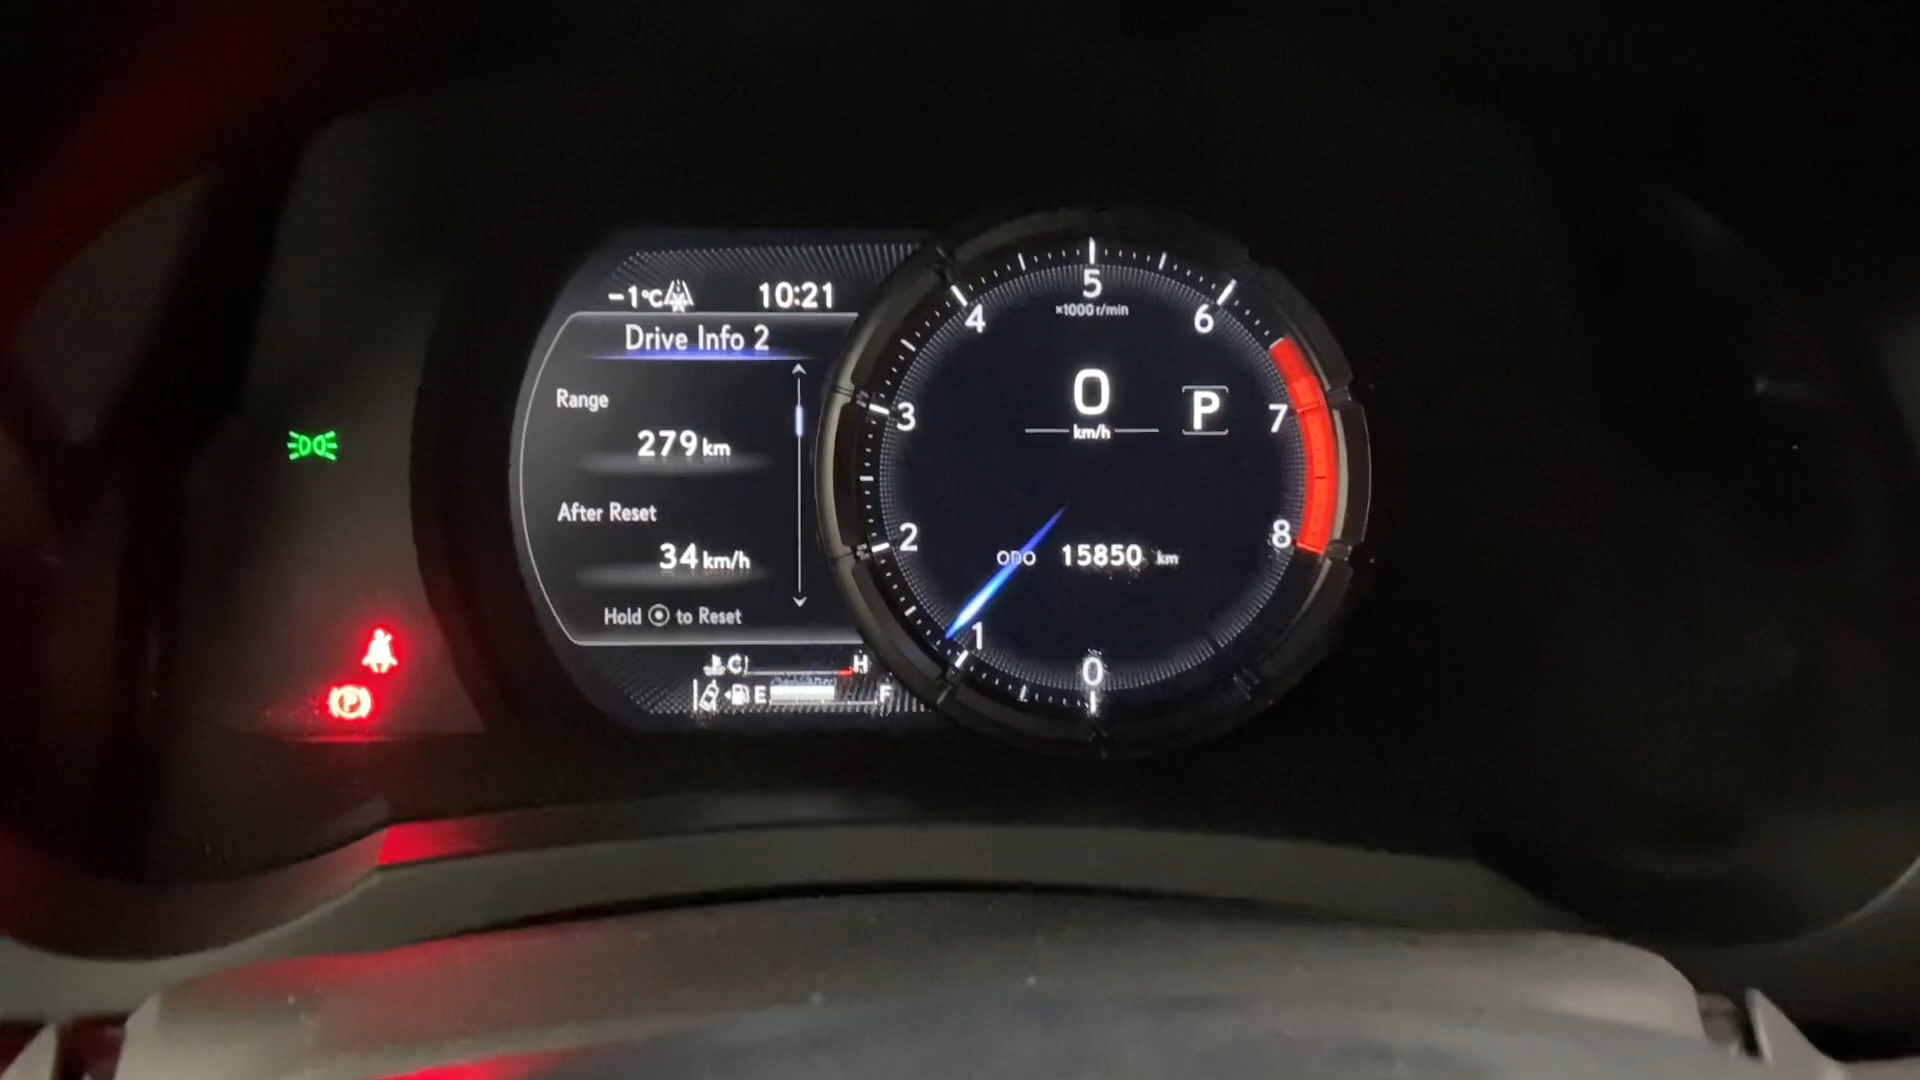 -1°C 10:21
Drive Info 2
Range
279 km
After Reset
34 km/h
Hold to Reset
C H
E F
0
1
2
3
4
5
6
7
8
×1000 r/min
0
km/h
P
ODO 15850 km
P